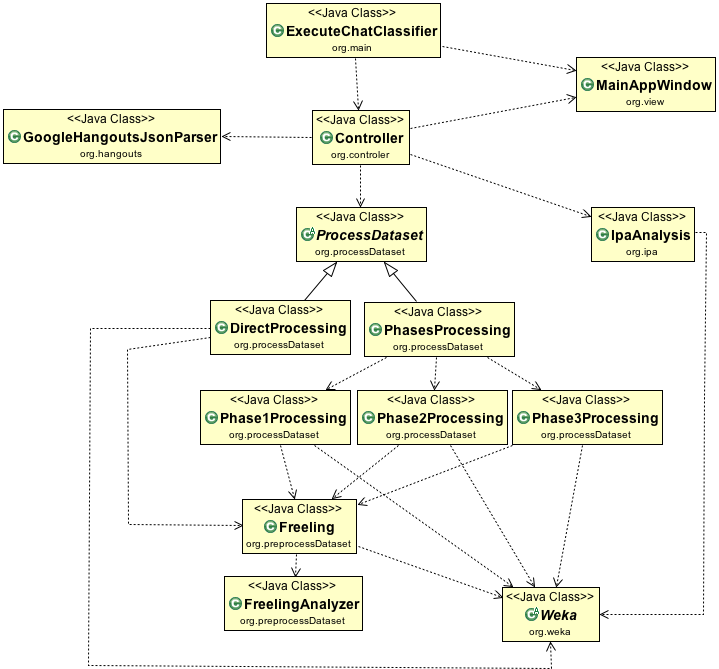 <<Java Class>>
ExecuteChatClassifier
org.main
<<Java Class>>
MainAppWindow
org.view
<<Java Class>>
GoogleHangoutsJsonParser
org.hangouts
<<Java Class>>
Controller
org.controler
<<Java Class>>
ProcessDataset
org.processDataset
<<Java Class>>
IpaAnalysis
org.ipa
<<Java Class>>
DirectProcessing
org.processDataset
<<Java Class>>
PhasesProcessing
org.processDataset
<<Java Class>>
Phase1Processing
org.processDataset
<<Java Class>>
Phase2Processing
org.processDataset
<<Java Class>>
Phase3Processing
org.processDataset
<<Java Class>>
Freeling
org.preprocessDataset
<<Java Class>>
FreelingAnalyzer
org.preprocessDataset
<<Java Class>>
Weka
org.weka